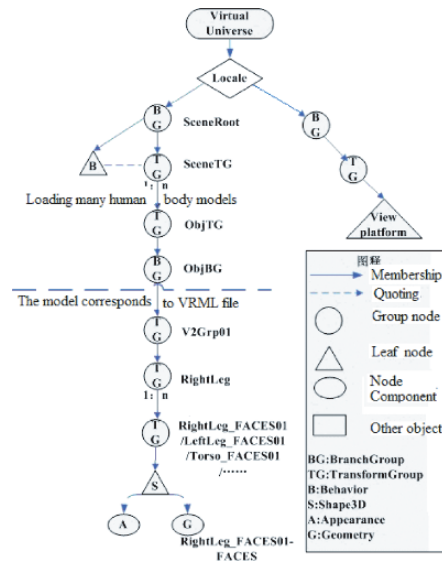 Virtual
Universe
Locale
B
G
SceneRoot
B
G
B
T
G
SceneTG
T
G
1: n
Loading many human body models
View
platform
T
G
ObjTG
B
G
ObjBG
The model corresponds to VRML file
T
G
V2Grp01
T
G
RightLeg
1: n
T
G
RightLeg_FACES01
/LeftLeg_FACES01
/Torso_FACES01
/······
S
A
G
RightLeg_FACES01-
FACES
图释
Membership
Quoting
Group node
Leaf node
Node
Component
Other object
BG:BranchGroup
TG:TransformGroup
B:Behavior
S:Shape3D
A:Appearance
G:Geometry